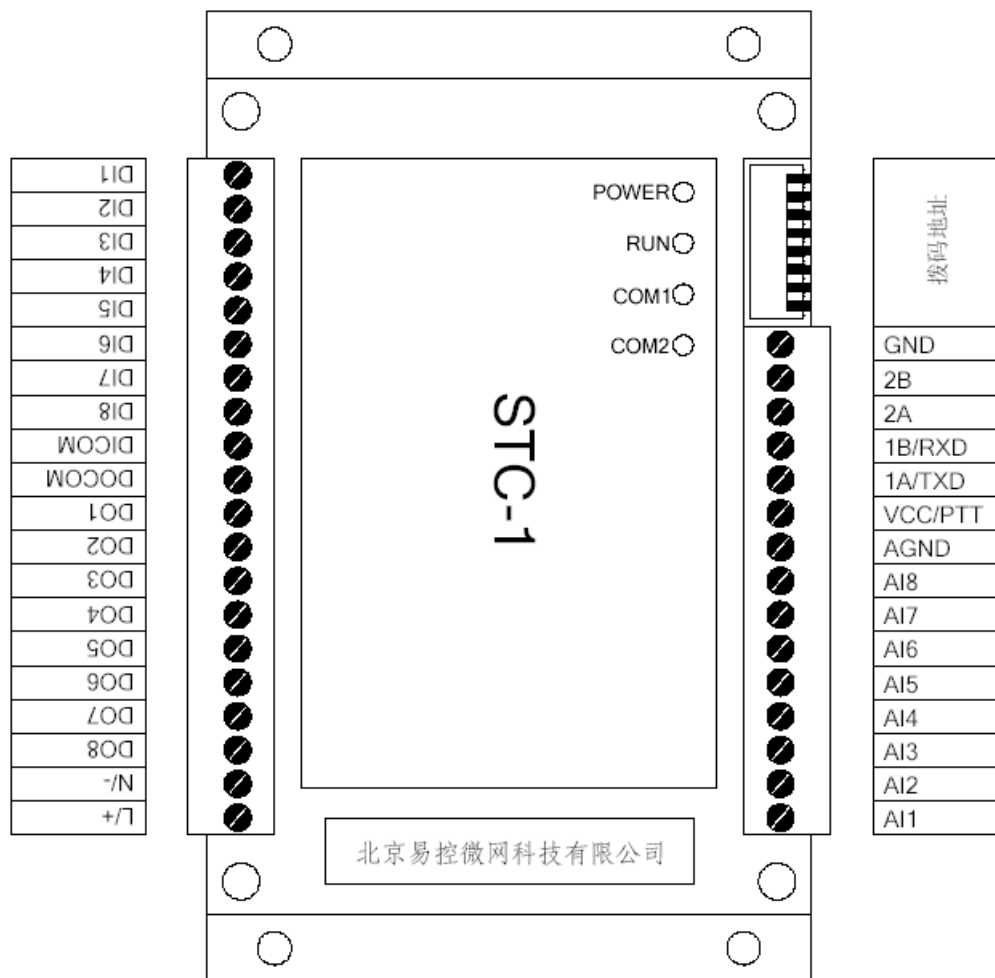 DI1
DI2
DI3
DI4
DI5
DI6
DI7
DI8
DICOM
DOCOM
DO1
DO2
DO3
DO4
DO5
DO6
DO7
DO8
N/-
L/+
POWER
RUN
COM1
COM2
STC-1
北京易控微网科技有限公司
拨码地址
GND
2B
2A
1B/RXD
1A/TXD
VCC/PTT
AGND
AI8
AI7
AI6
AI5
AI4
AI3
AI2
AI1